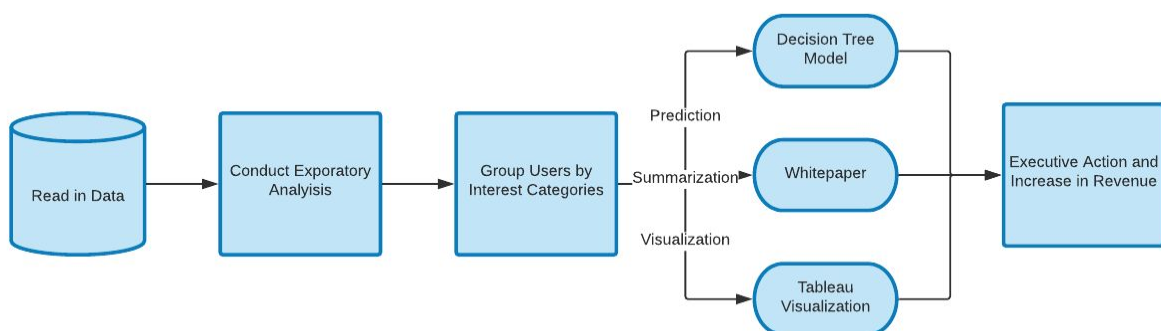 Read in Data
Conduct Exporatory
Analyisis
Group Users by
Interest Categories
Prediction
Summarization
Visualization
Decision Tree
Model
Whitepaper
Tableau
Visualization
Executive Action and
Increase in Revenue